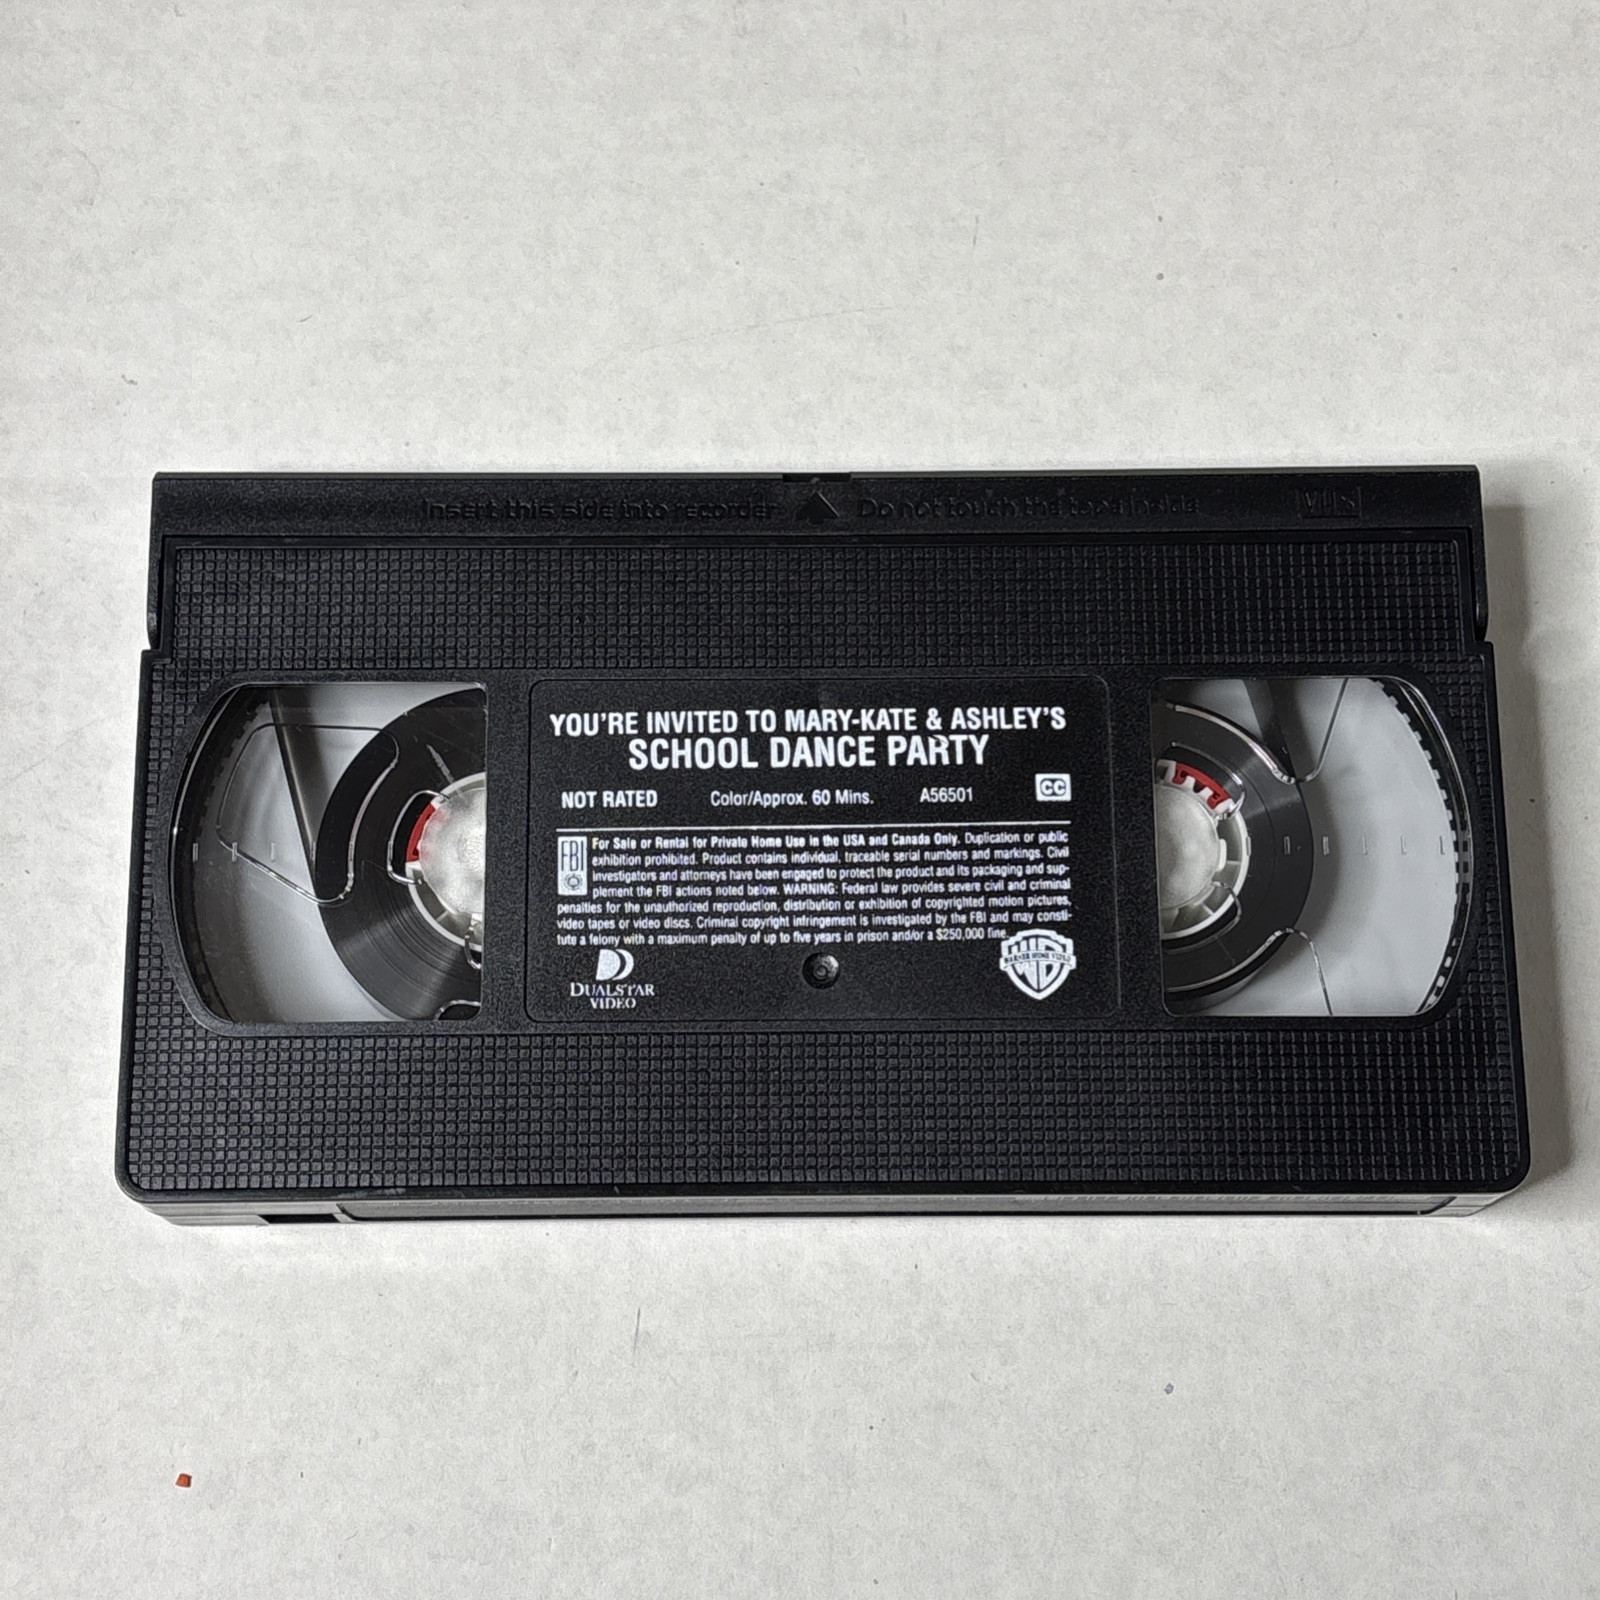 Insert this side into recorder Do not touch the tape inside VHS
YOU'RE INVITED TO MARY-KATE & ASHLEY'S
SCHOOL DANCE PARTY
NOT RATED Color/Approx. 60 Mins. A56501 CC
FBI
For Sale or Rental for Private Home Use in the USA and Canada Only. Duplication or public
exhibition prohibited. Product contains individual, traceable serial numbers and markings. Civil
investigators and attorneys have been engaged to protect the product and its packaging and sup-
plement the FBI actions noted below. WARNING: Federal law provides severe civil and criminal
penalties for the unauthorized reproduction, distribution or exhibition of copyrighted motion pictures,
video tapes or video discs. Criminal copyright infringement is investigated by the FBI and may consti-
tute a felony with a maximum penalty of up to five years in prison and/or a $250,000 fine.
DUALSTAR
VIDEO
WARNER HOME VIDEO